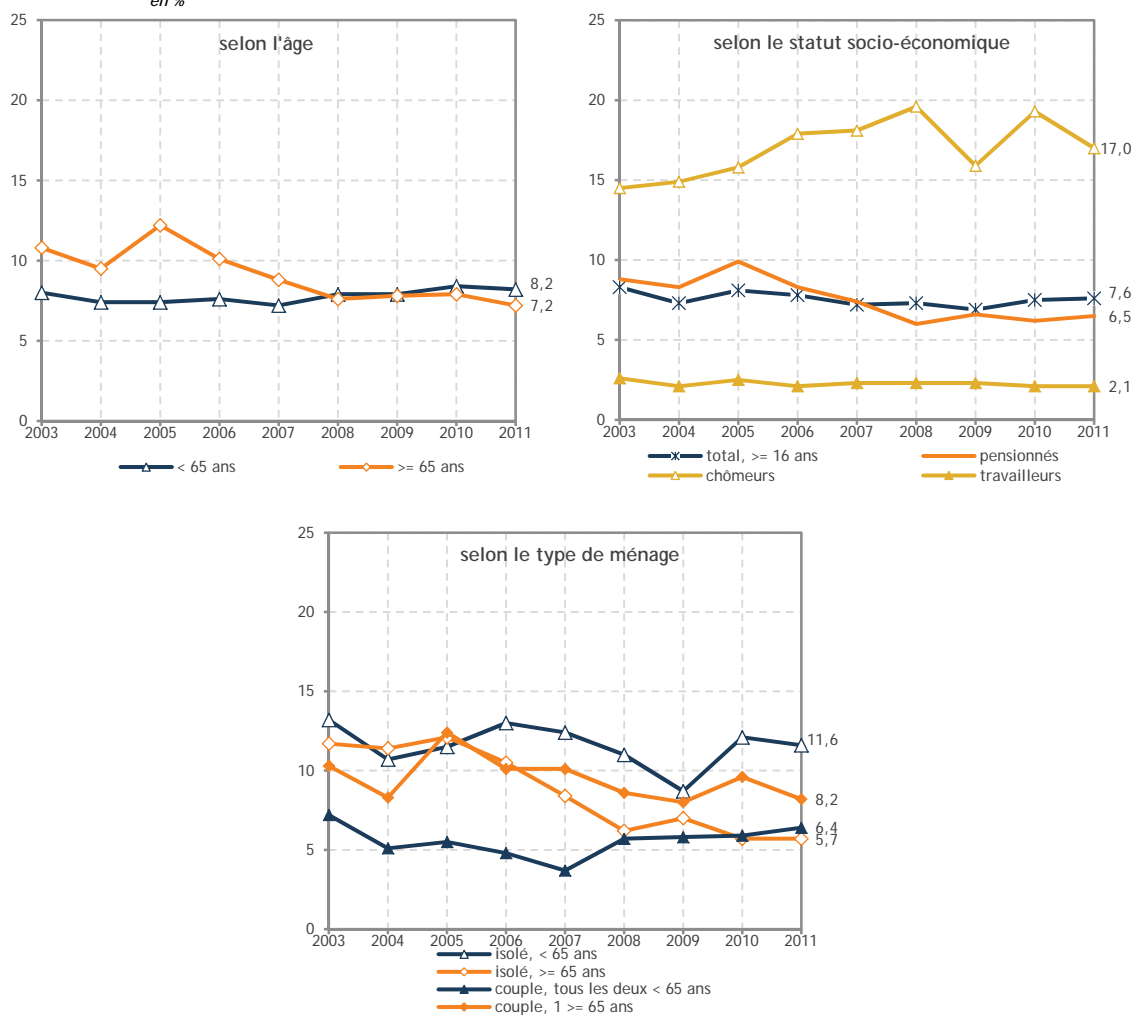 en %
selon l'âge
25
20
15
10
5
0
8,2
7,2
2003 2004 2005 2006 2007 2008 2009 2010 2011
< 65 ans >= 65 ans
selon le statut socio-économique
25
20
15
10
5
0
17,0
7,6
6,5
2,1
2003 2004 2005 2006 2007 2008 2009 2010 2011
total, >= 16 ans pensionnés
chômeurs travailleurs
selon le type de ménage
25
20
15
10
5
0
11,6
8,2
6,4
5,7
2003 2004 2005 2006 2007 2008 2009 2010 2011
isolé, < 65 ans
isolé, >= 65 ans
couple, tous les deux < 65 ans
couple, 1 >= 65 ans